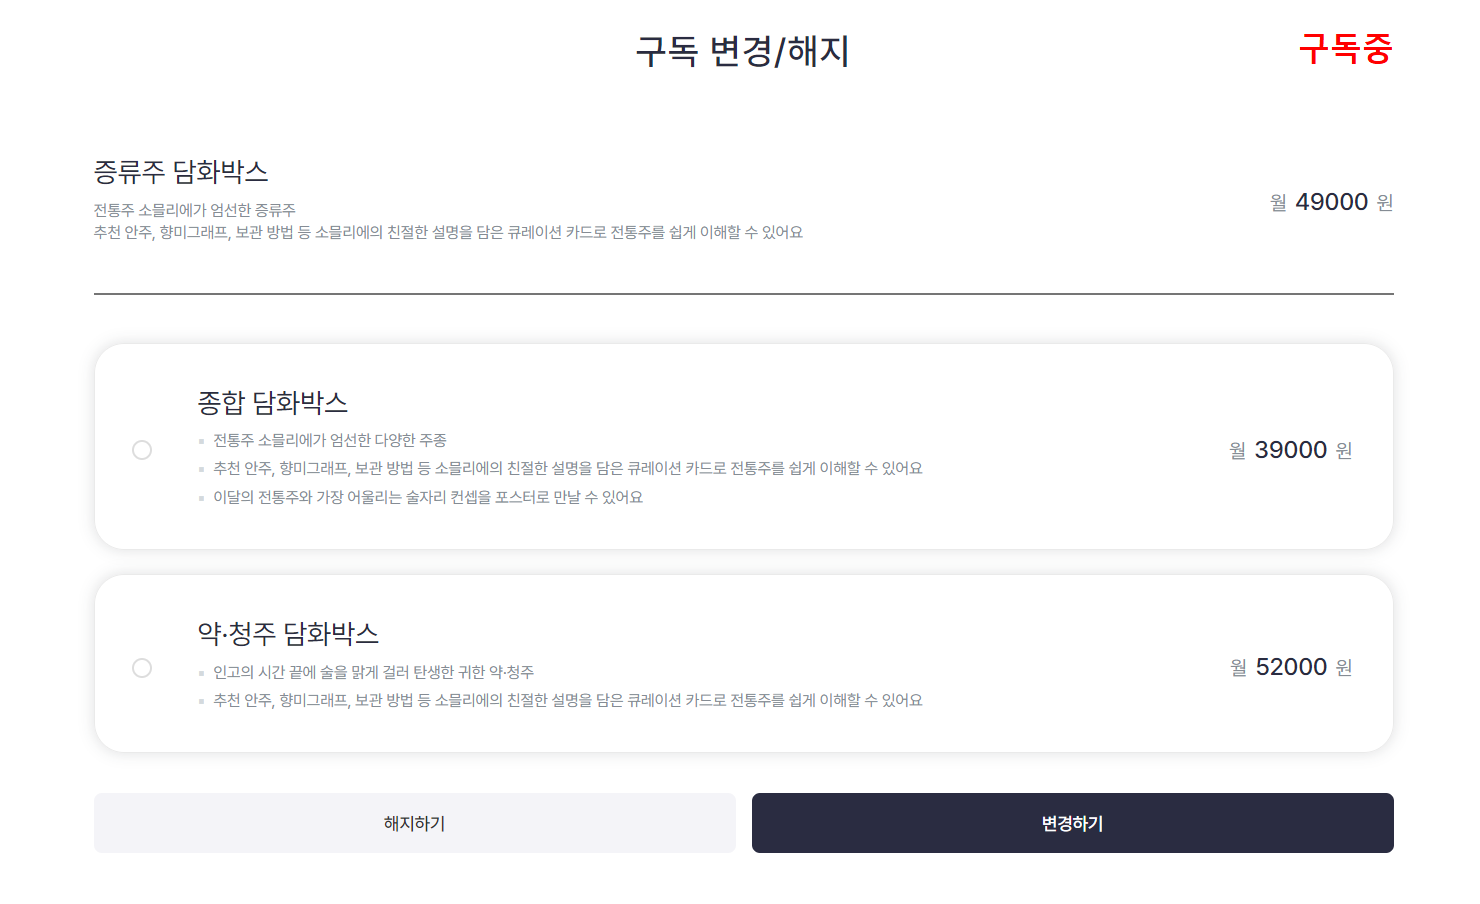 구독 변경/해지
구독중
증류주 담화박스
전통주 소믈리에가 엄선한 증류주
추천 안주, 향미그래프, 보관 방법 등 소믈리에의 친절한 설명을 담은 큐레이션 카드로 전통주를 쉽게 이해할 수 있어요
월 49000 원
종합 담화박스
전통주 소믈리에가 엄선한 다양한 주종
추천 안주, 향미그래프, 보관 방법 등 소믈리에의 친절한 설명을 담은 큐레이션 카드로 전통주를 쉽게 이해할 수 있어요
이달의 전통주와 가장 어울리는 술자리 컨셉을 포스터로 만날 수 있어요
월 39000 원
약·청주 담화박스
인고의 시간 끝에 술을 맑게 걸러 탄생한 귀한 약·청주
추천 안주, 향미그래프, 보관 방법 등 소믈리에의 친절한 설명을 담은 큐레이션 카드로 전통주를 쉽게 이해할 수 있어요
월 52000 원
해지하기
변경하기